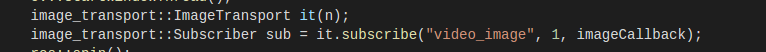 image_transport::ImageTransport it(n);
image_transport::Subscriber sub = it.subscribe("video_image", 1, imageCallback);